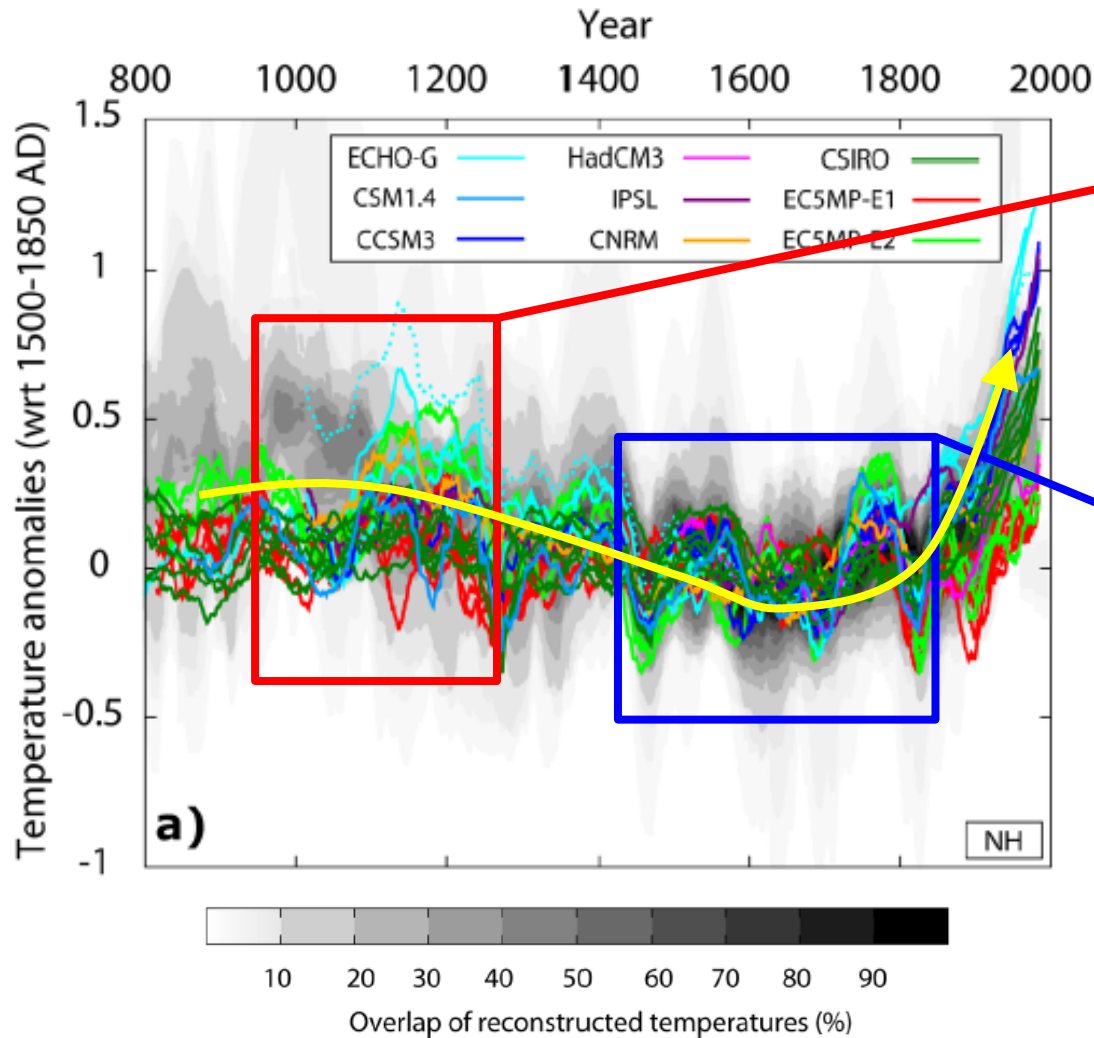 Year
800 1000 1200 1400 1600 1800 2000
Temperature anomalies (wrt 1500-1850 AD)
1.5
1
0.5
0
-0.5
-1
ECHO-G HadCM3 CSIRO
CSM1.4 IPSL EC5MP-E1
CCSM3 CNRM EC5MP-E2
a)
NH
10 20 30 40 50 60 70 80 90
Overlap of reconstructed temperatures (%)